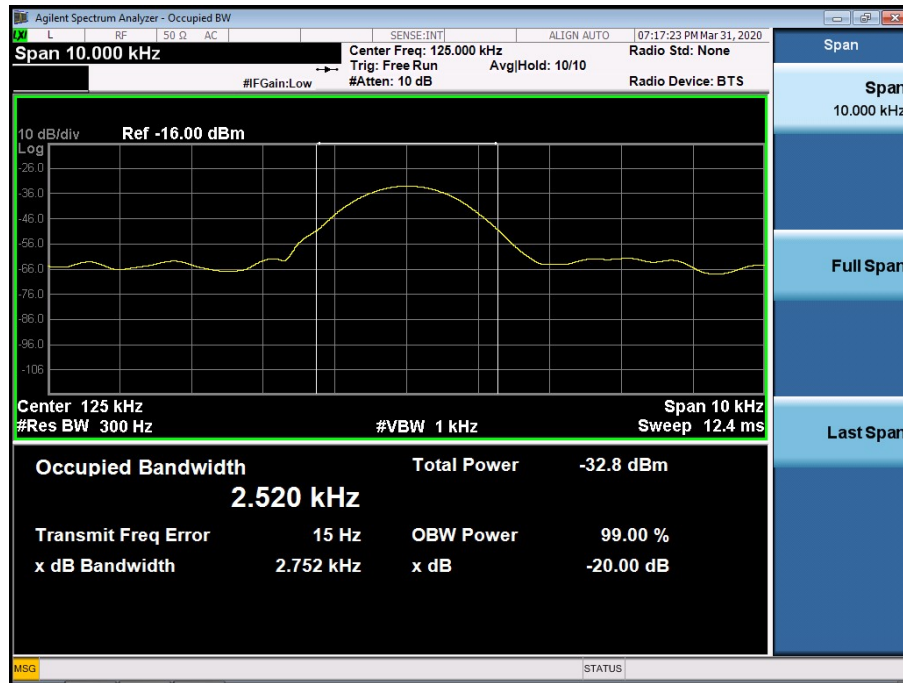 Agilent Spectrum Analyzer - Occupied BW
LXI L RF 50 Ω AC SENSE:INT ALIGN AUTO 07:17:23 PM Mar 31, 2020
Span 10.000 kHz Center Freq: 125.000 kHz Radio Std: None
Trig: Free Run Avg|Hold: 10/10
#IFGain:Low #Atten: 10 dB Radio Device: BTS
Span
Span
10.000 kHz
Full Span
Last Span
10 dB/div Ref -16.00 dBm
Log
-26.0
-36.0
-46.0
-56.0
-66.0
-76.0
-86.0
-96.0
-106
Center 125 kHz Span 10 kHz
#Res BW 300 Hz #VBW 1 kHz Sweep 12.4 ms
Occupied Bandwidth Total Power -32.8 dBm
2.520 kHz
Transmit Freq Error 15 Hz OBW Power 99.00 %
x dB Bandwidth 2.752 kHz x dB -20.00 dB
MSG STATUS